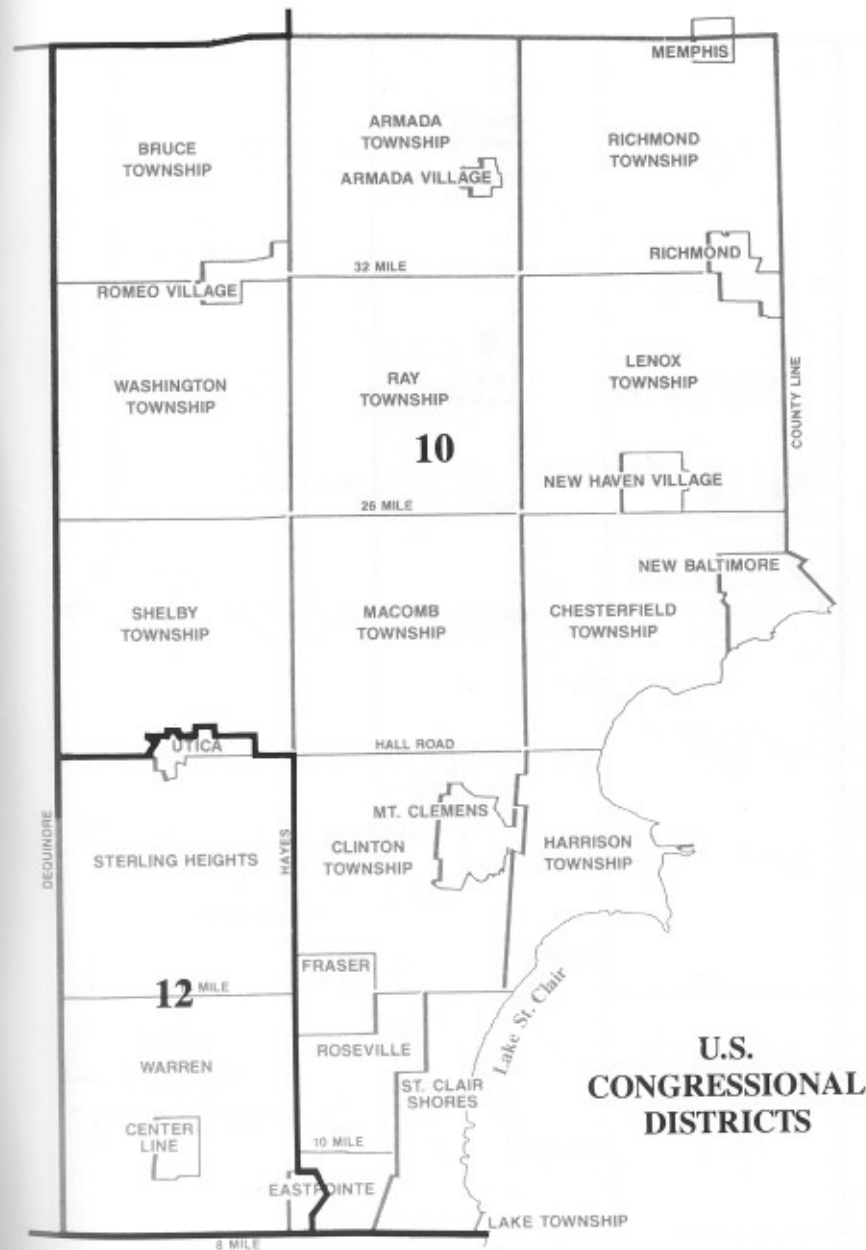 MEMPHIS
ARMADA
TOWNSHIP
BRUCE
TOWNSHIP
RICHMOND
TOWNSHIP
ARMADA VILLAGE
RICHMOND
32 MILE
ROMEO VILLAGE
WASHINGTON
TOWNSHIP
RAY
TOWNSHIP
LENOX
TOWNSHIP
COUNTY LINE
10
NEW HAVEN VILLAGE
26 MILE
NEW BALTIMORE
SHELBY
TOWNSHIP
MACOMB
TOWNSHIP
CHESTERFIELD
TOWNSHIP
UTICA
HALL ROAD
MT. CLEMENS
DEQUINDRE
STERLING HEIGHTS
HAYES
CLINTON
TOWNSHIP
HARRISON
TOWNSHIP
FRASER
12
MILE
Lake St. Clair
ROSEVILLE
WARREN
ST. CLAIR
SHORES
U.S.
CONGRESSIONAL
DISTRICTS
CENTER
LINE
10 MILE
EASTPOINTE
LAKE TOWNSHIP
8 MILE